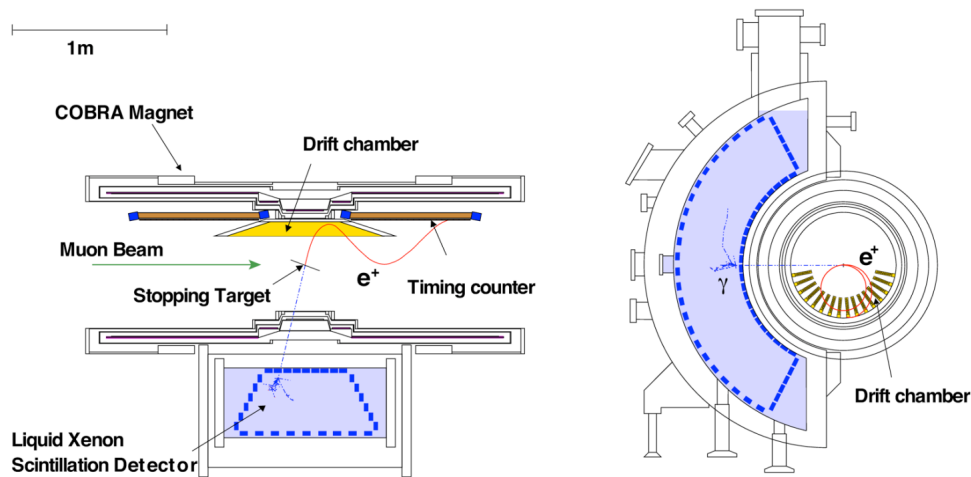 1m
COBRA Magnet
Drift chamber
Muon Beam
e+
Stopping Target
Timing counter
Liquid Xenon
Scintillation Detector
γ
e+
Drift chamber